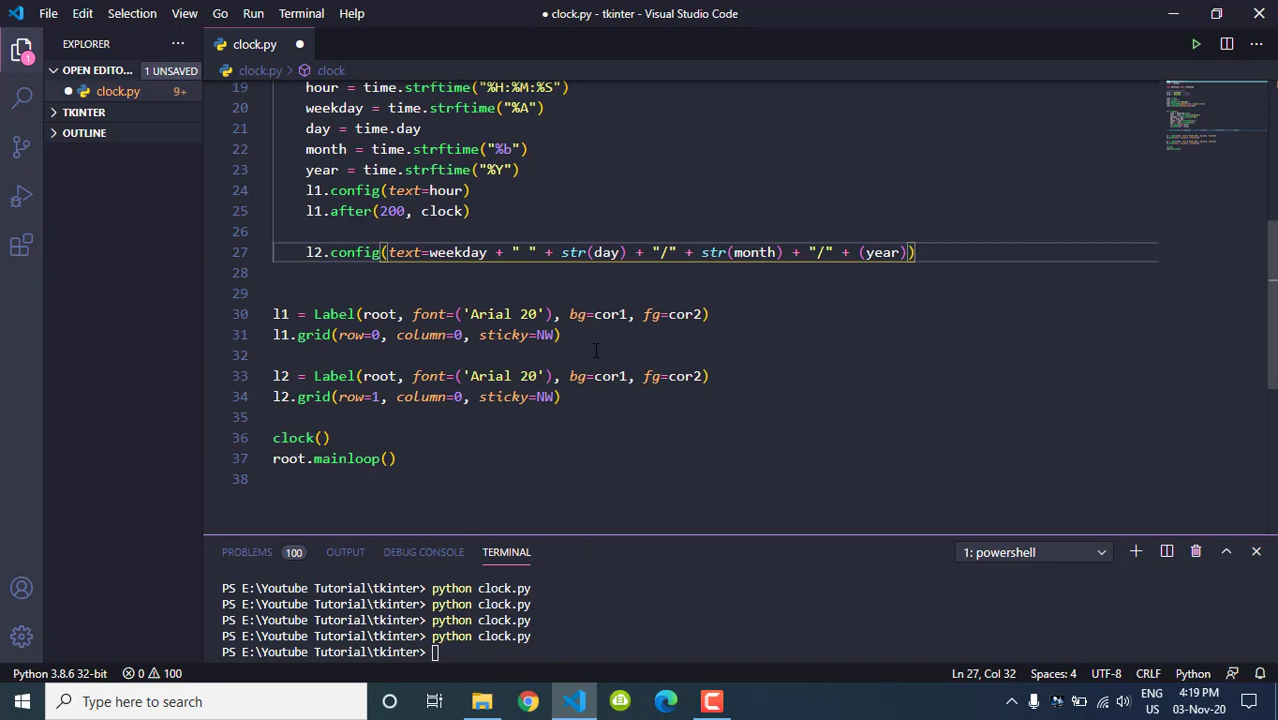 File Edit Selection View Go Run Terminal Help
● clock.py - tkinter - Visual Studio Code
EXPLORER
OPEN EDITO... 1 UNSAVED
clock.py 9+
TKINTER
OUTLINE
1
clock.py
clock.py > clock
19 hour = time.strftime("%H:%M:%S")
20 weekday = time.strftime("%A")
21 day = time.day
22 month = time.strftime("%b")
23 year = time.strftime("%Y")
24 l1.config(text=hour)
25 l1.after(200, clock)
26
27 l2.config(text=weekday + " " + str(day) + "/" + str(month) + "/" + (year))
28
29
30 l1 = Label(root, font=('Arial 20'), bg=cor1, fg=cor2)
31 l1.grid(row=0, column=0, sticky=NW)
32
33 l2 = Label(root, font=('Arial 20'), bg=cor1, fg=cor2)
34 l2.grid(row=1, column=0, sticky=NW)
35
36 clock()
37 root.mainloop()
38
PROBLEMS 100 OUTPUT DEBUG CONSOLE TERMINAL
1: powershell
PS E:\Youtube Tutorial\tkinter> python clock.py
PS E:\Youtube Tutorial\tkinter> python clock.py
PS E:\Youtube Tutorial\tkinter> python clock.py
PS E:\Youtube Tutorial\tkinter> python clock.py
PS E:\Youtube Tutorial\tkinter>
Python 3.8.6 32-bit 0 100
Ln 27, Col 32 Spaces: 4 UTF-8 CRLF Python
Type here to search
ENG
US
4:19 PM
03-Nov-20